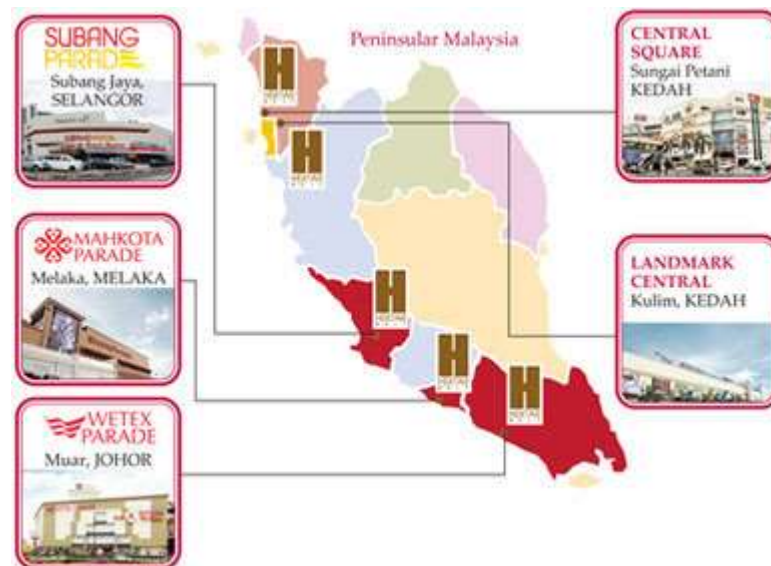 SUBANG
PARADE
Subang Jaya,
SELANGOR
Peninsular Malaysia
CENTRAL
SQUARE
Sungai Petani
KEDAH
H
H
MAHKOTA
PARADE
Melaka, MELAKA
LANDMARK
CENTRAL
Kulim, KEDAH
H
H
H
WETEX
PARADE
Muar, JOHOR